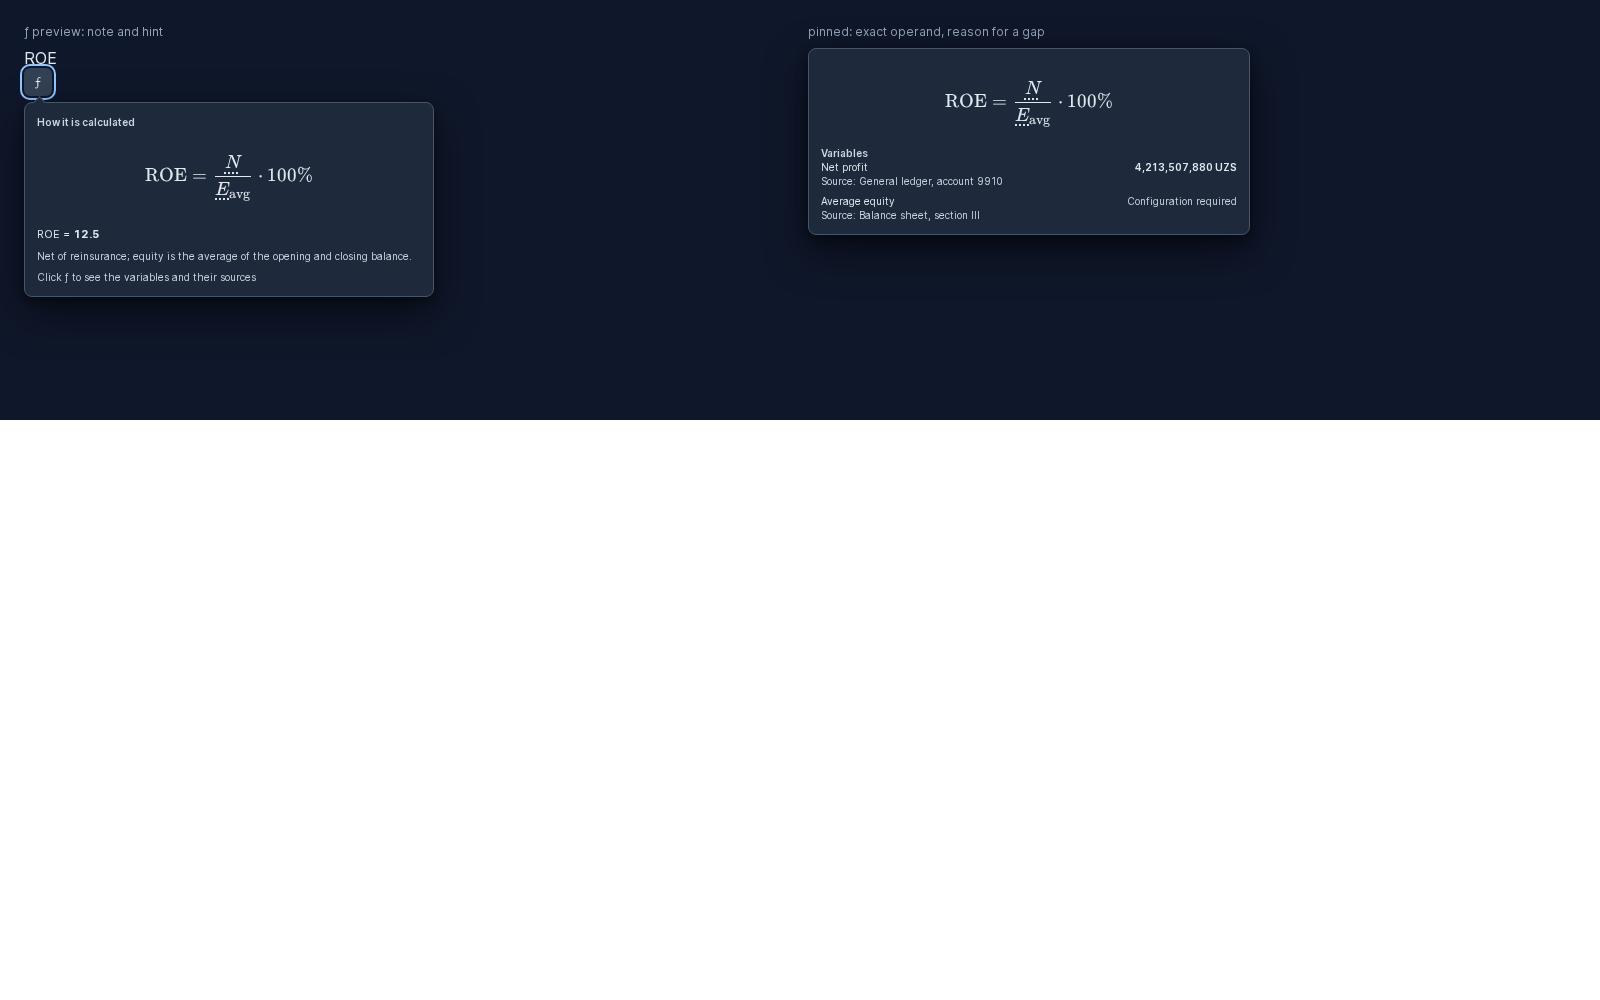 ƒ preview: note and hint
ROE
ƒ
How it is calculated
ROE = N / E_avg · 100%
ROE = 12.5
Net of reinsurance; equity is the average of the opening and closing balance.
Click ƒ to see the variables and their sources
pinned: exact operand, reason for a gap
ROE = N / E_avg · 100%
Variables
Net profit 4,213,507,880 UZS
Source: General ledger, account 9910
Average equity Configuration required
Source: Balance sheet, section III